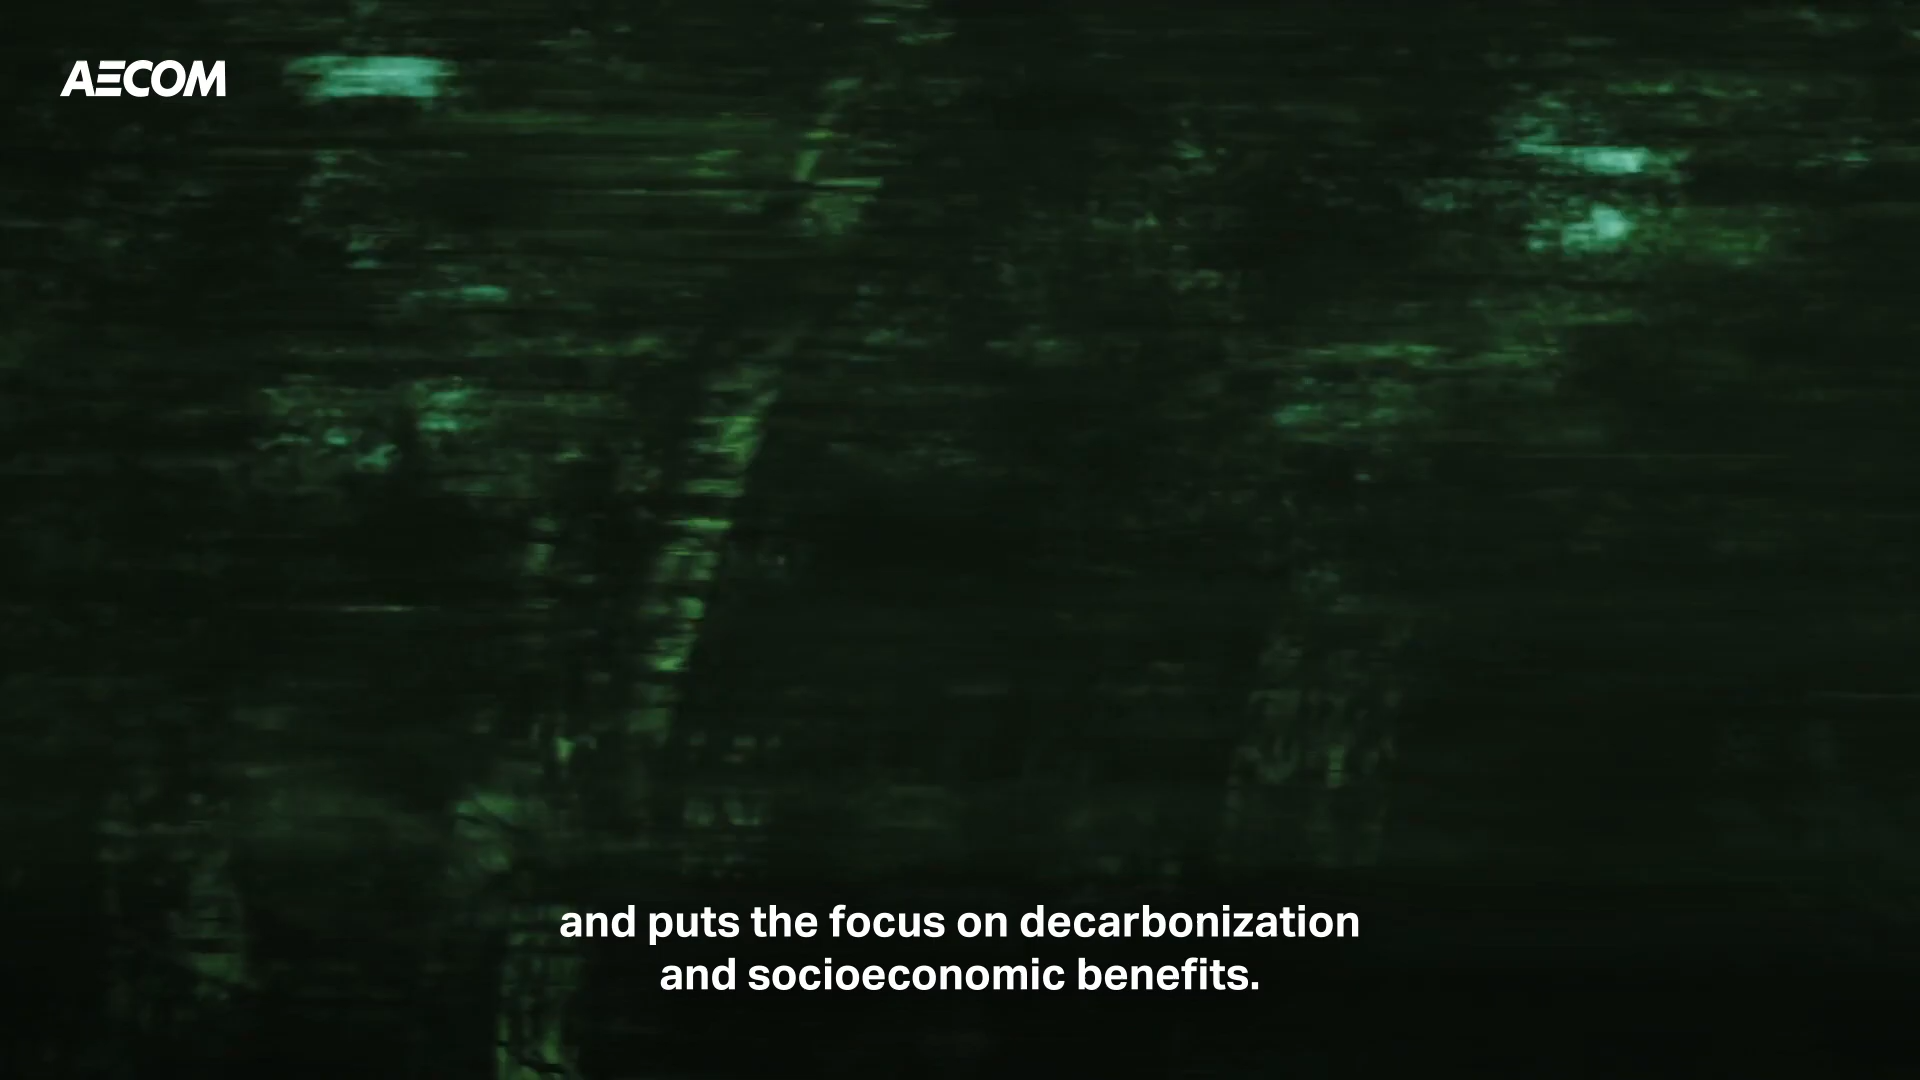 AECOM
and puts the focus on decarbonization
and socioeconomic benefits.